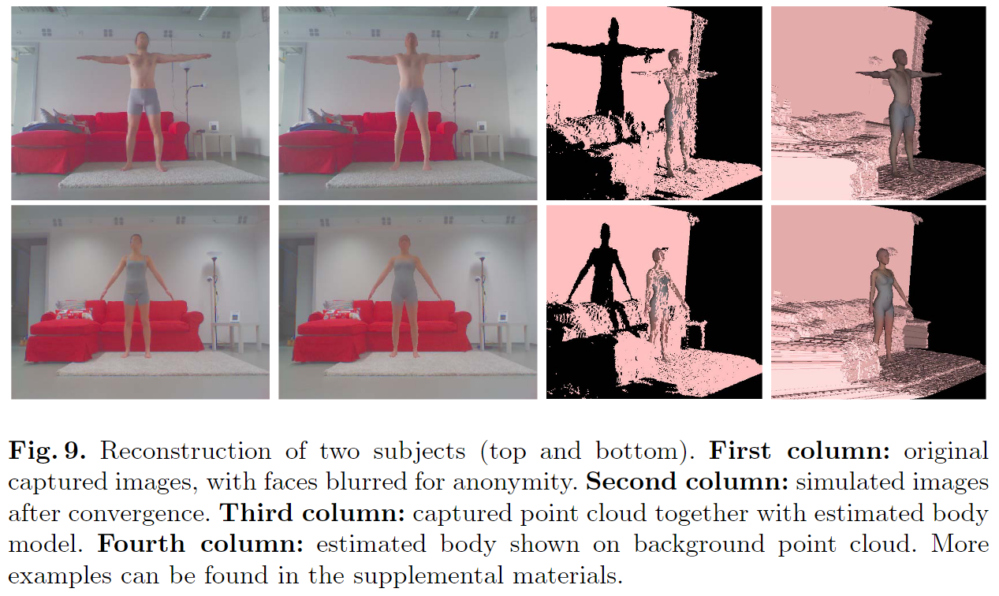 Fig. 9. Reconstruction of two subjects (top and bottom). First column: original
captured images, with faces blurred for anonymity. Second column: simulated images
after convergence. Third column: captured point cloud together with estimated body
model. Fourth column: estimated body shown on background point cloud. More
examples can be found in the supplemental materials.